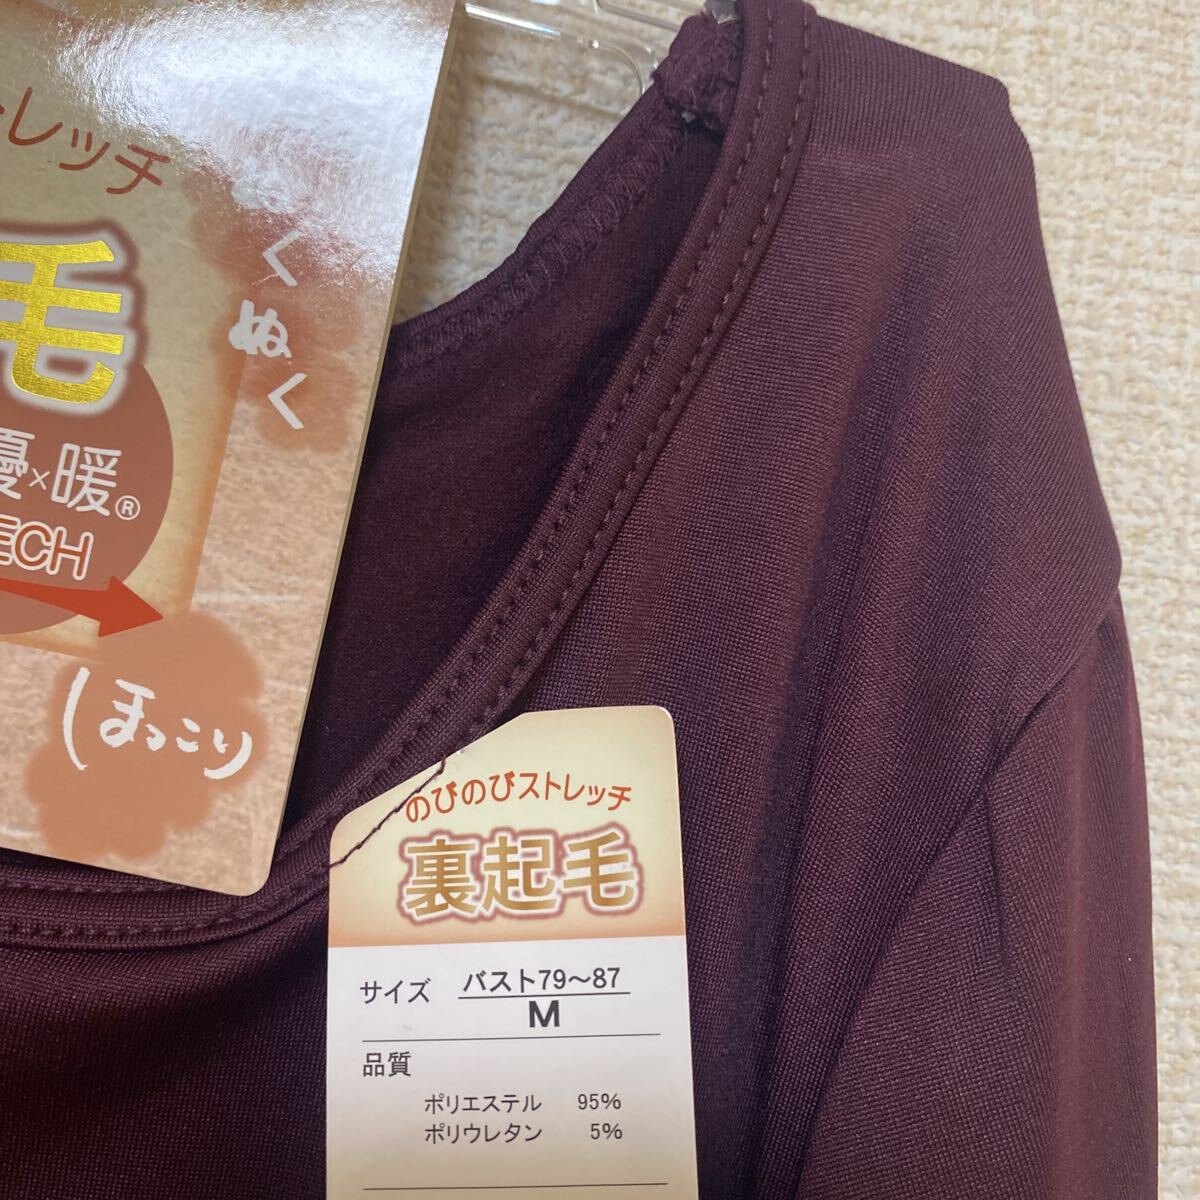 トレッチ
毛
くぬく
優×暖®
ECH
ほっこり
のびのびストレッチ
裏起毛
サイズ バスト79〜87
M
品質
ポリエステル 95%
ポリウレタン 5%